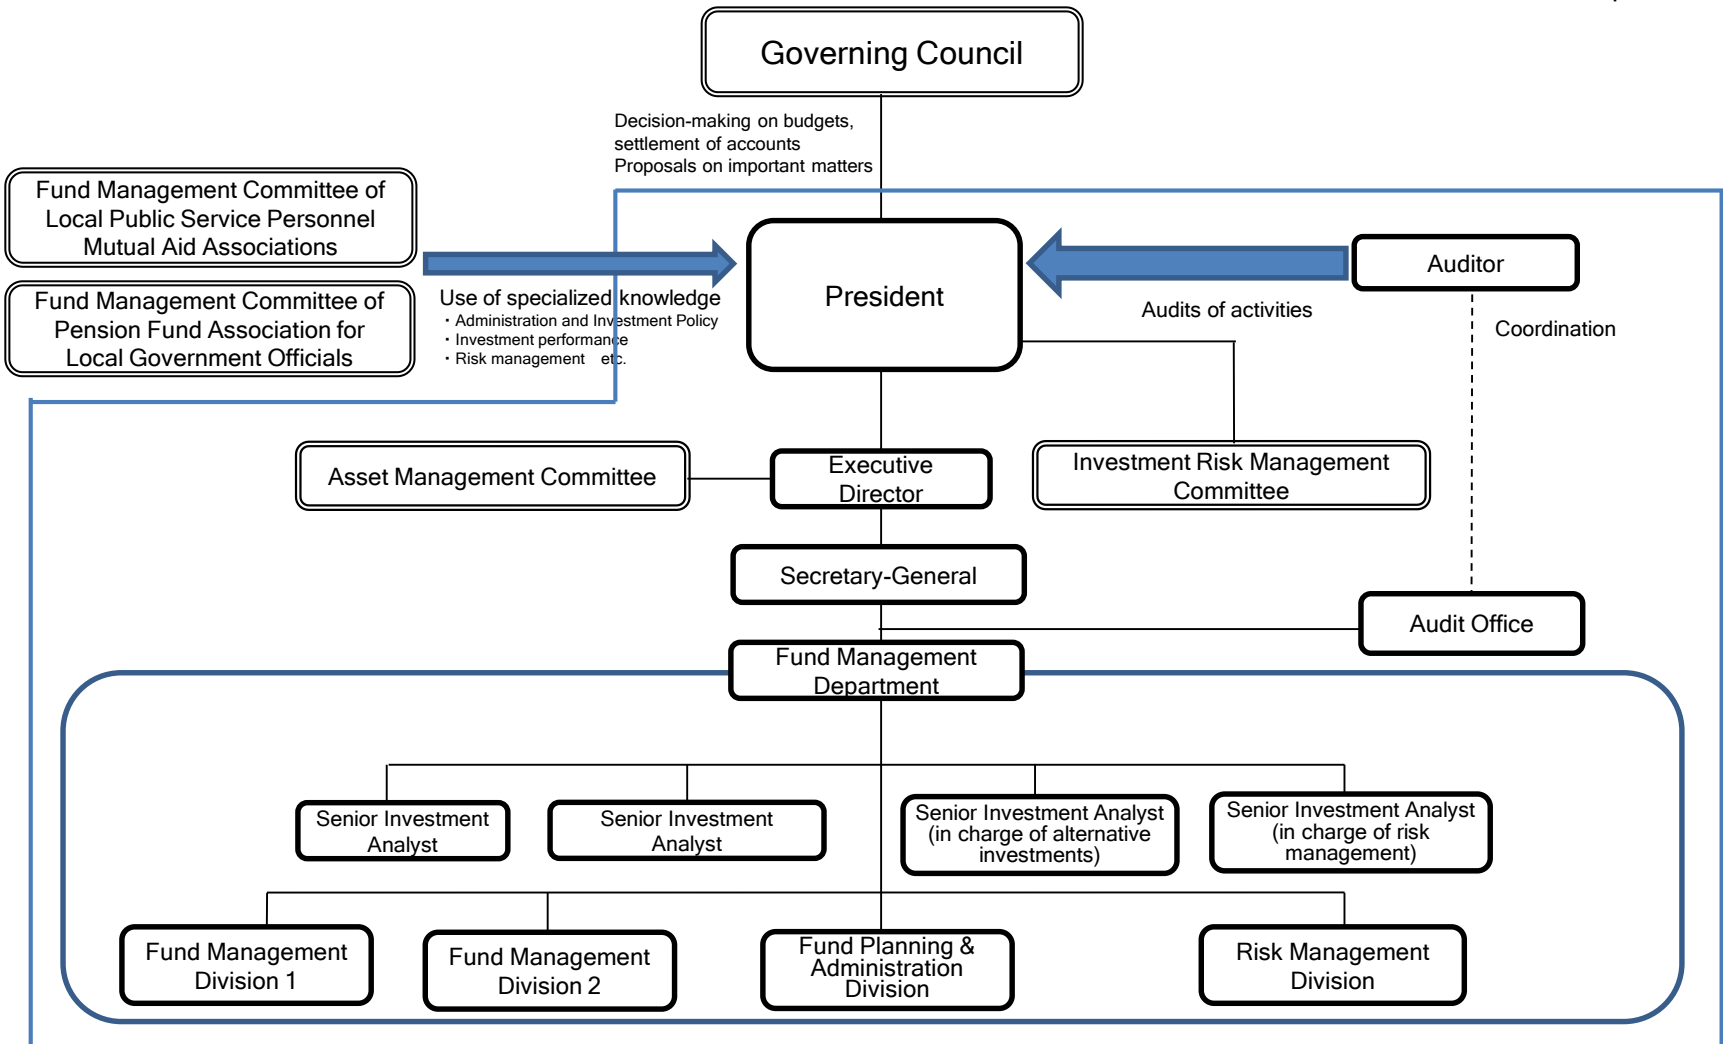 Governing Council
Decision-making on budgets,
settlement of accounts
Proposals on important matters
Fund Management Committee of
Local Public Service Personnel
Mutual Aid Associations
Fund Management Committee of
Pension Fund Association for
Local Government Officials
Use of specialized knowledge
・Administration and Investment Policy
・Investment performance
・Risk management etc.
President
Auditor
Audits of activities
Coordination
Asset Management Committee
Executive
Director
Investment Risk Management
Committee
Secretary-General
Audit Office
Fund Management
Department
Senior Investment
Analyst
Senior Investment
Analyst
Senior Investment Analyst
(in charge of alternative
investments)
Senior Investment Analyst
(in charge of risk
management)
Fund Management
Division 1
Fund Management
Division 2
Fund Planning &
Administration
Division
Risk Management
Division